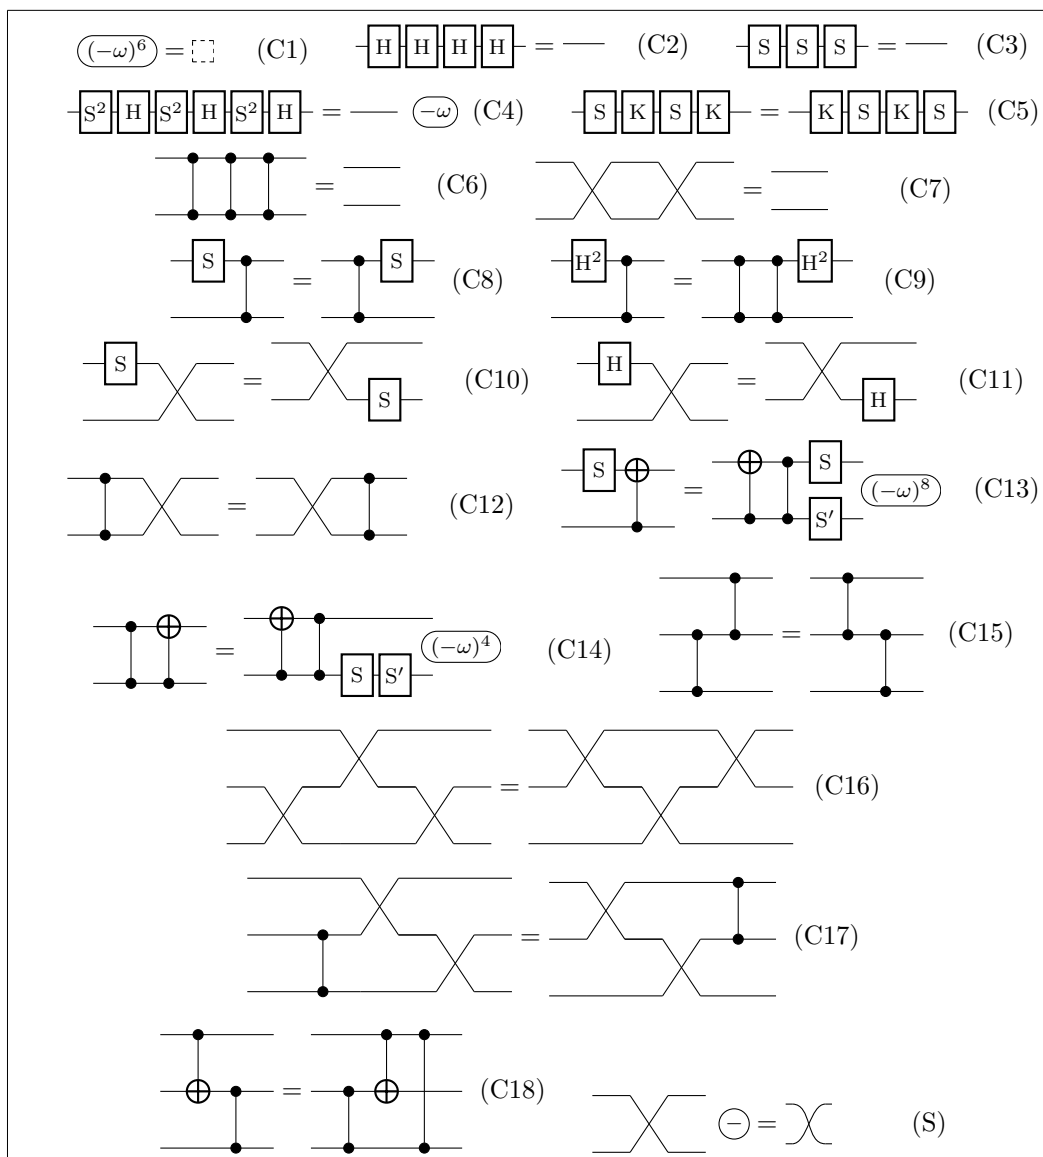 (−ω)⁶ = (C1) H H H H = (C2) S S S = (C3)
S² H S² H S² H = −ω (C4) S K S K = K S K S (C5)
= (C6) = (C7)
S = S (C8) H² = H² (C9)
S = S (C10) H = H (C11)
= (C12) S = S S′ (−ω)⁸ (C13)
= S S′ (−ω)⁴ (C14) = (C15)
= (C16)
= (C17)
= (C18) − = (S)